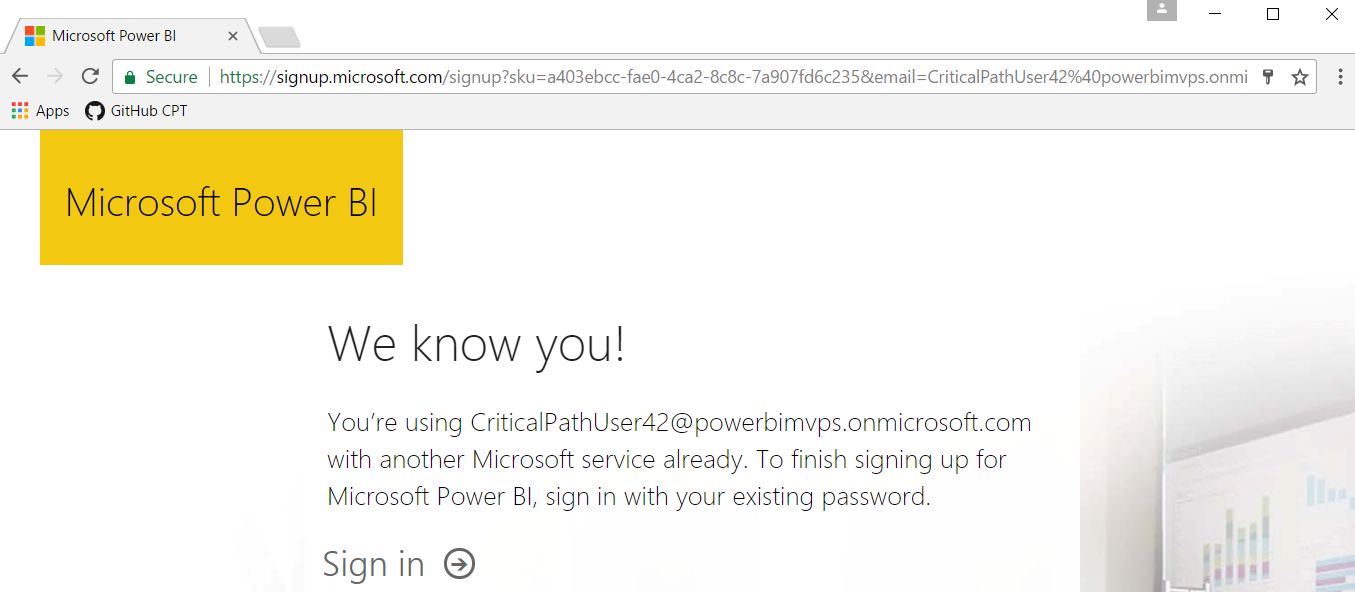 Microsoft Power BI
Secure https://signup.microsoft.com/signup?sku=a403ebcc-fae0-4ca2-8c8c-7a907fd6c235&email=CriticalPathUser42%40powerbimvps.onmi
Apps GitHub CPT
Microsoft Power BI
We know you!
You’re using CriticalPathUser42@powerbimvps.onmicrosoft.com
with another Microsoft service already. To finish signing up for
Microsoft Power BI, sign in with your existing password.
Sign in